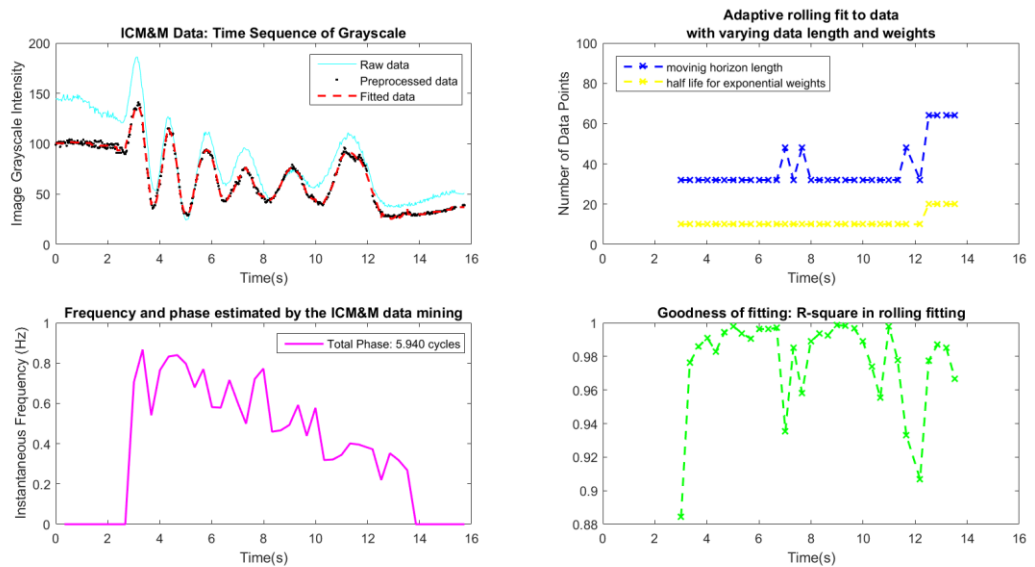 ICM&M Data: Time Sequence of Grayscale
200
150
100
50
0
Image Grayscale Intensity
Raw data
Preprocessed data
Fitted data
0 2 4 6 8 10 12 14 16
Time(s)
Adaptive rolling fit to data
with varying data length and weights
100
80
60
40
20
0
Number of Data Points
movinig horizon length
half life for exponential weights
0 2 4 6 8 10 12 14 16
Time(s)
Frequency and phase estimated by the ICM&M data mining
1
0.8
0.6
0.4
0.2
0
Instantaneous Frequency (Hz)
Total Phase: 5.940 cycles
0 2 4 6 8 10 12 14 16
Time(s)
Goodness of fitting: R-square in rolling fitting
1
0.98
0.96
0.94
0.92
0.9
0.88
0 2 4 6 8 10 12 14 16
Time(s)